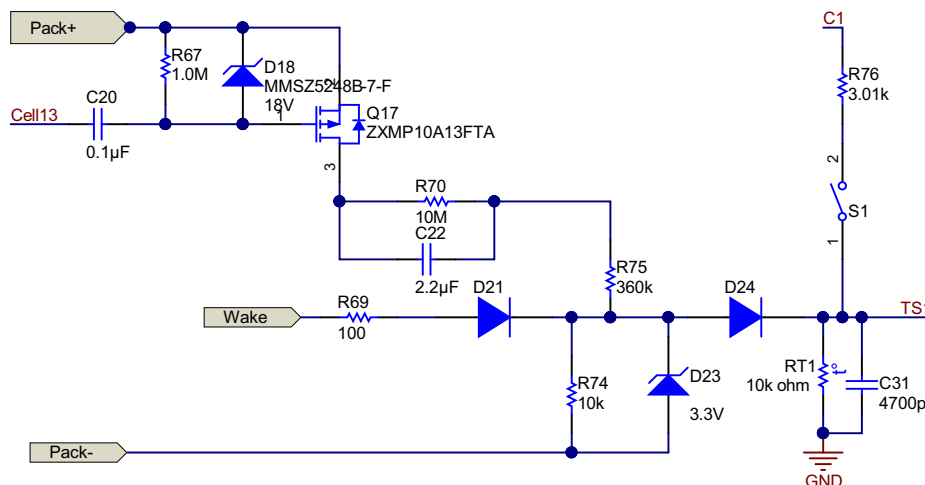 Pack+
C1
R67
1.0M
D18
MMSZ5248B-7-F
18V
R76
3.01k
C20
Cell13
0.1µF
1
2
Q17
ZXMP10A13FTA
3
2
S1
1
R70
10M
C22
2.2µF
R75
360k
D21
D24
Wake
R69
100
TS1
R74
10k
D23
3.3V
RT1
10k ohm
t°
C31
4700p
Pack-
GND